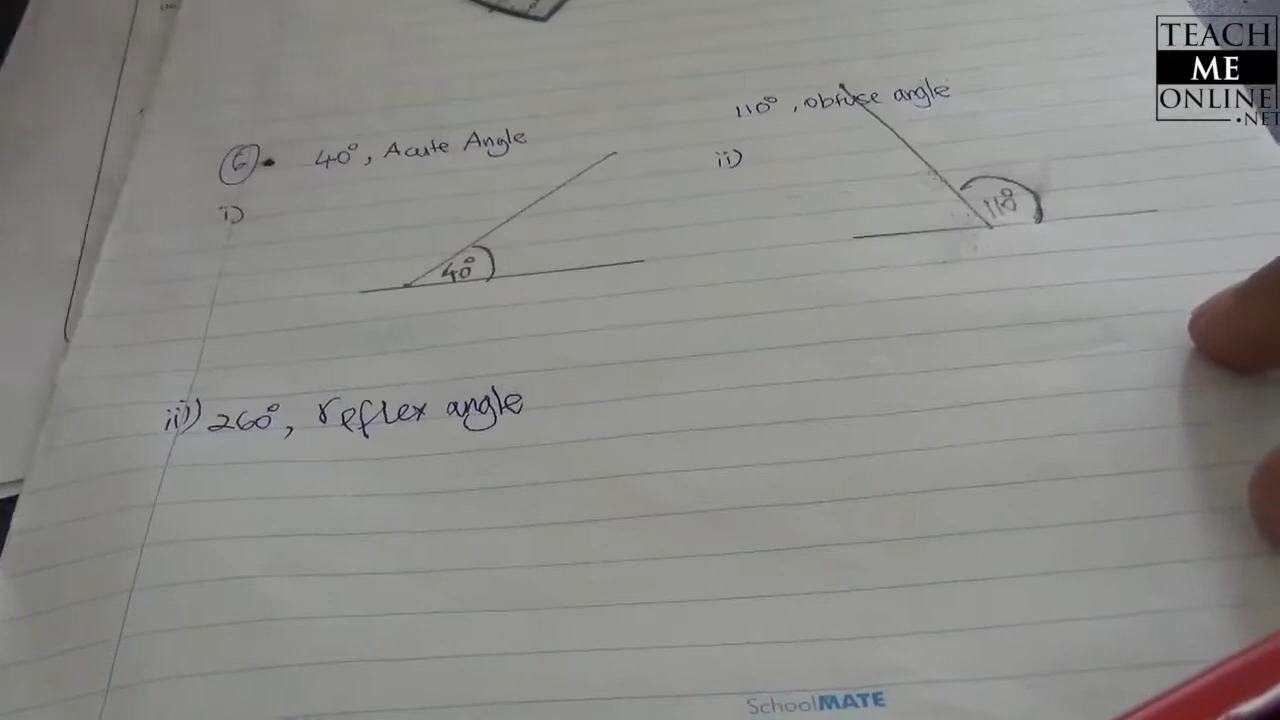 TEACH
ME
ONLINE
.NET
6. 40°, Acute Angle
i)
40°
110°, obtuse angle
ii)
110°
iii) 260°, reflex angle
SchoolMATE